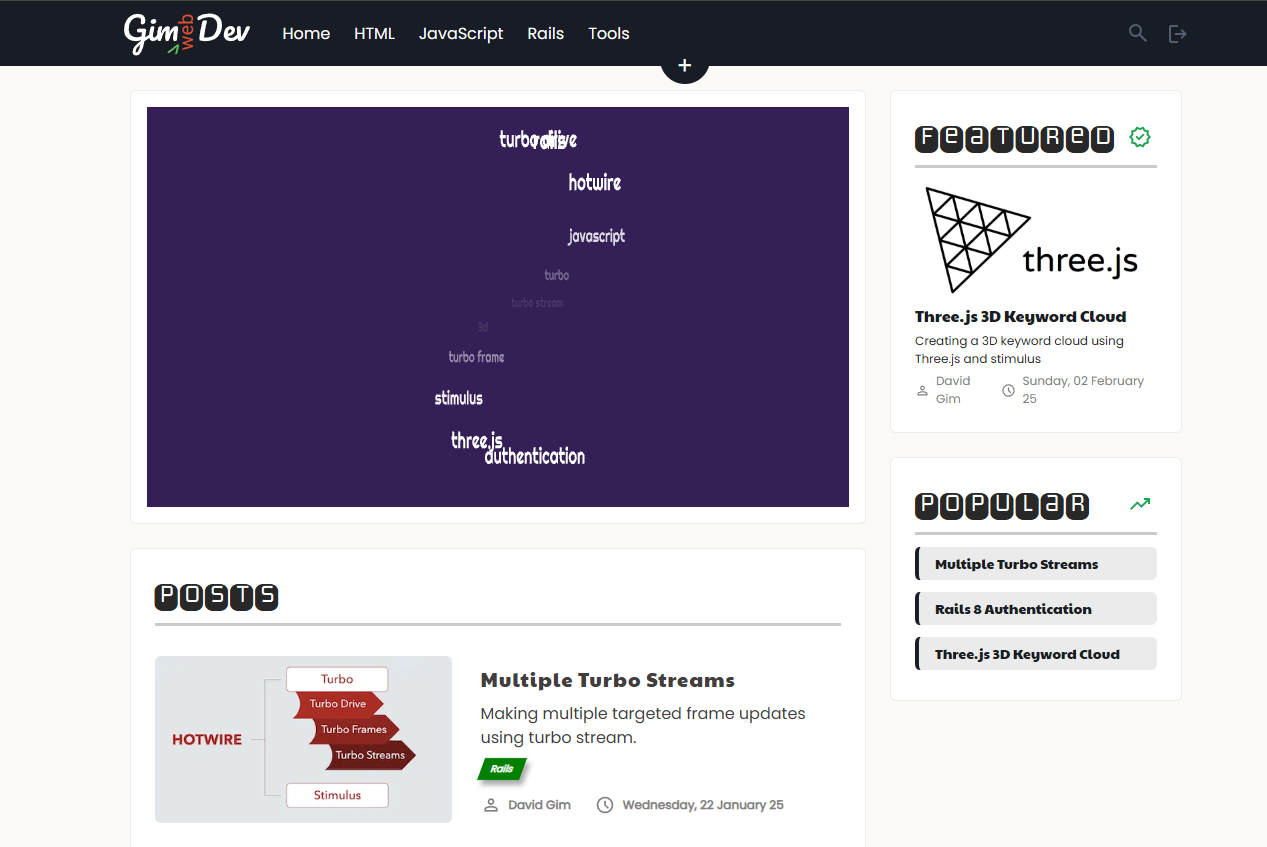 Gim web Dev
Home HTML JavaScript Rails Tools
+
turbo drive
rails
hotwire
javascript
turbo
turbo stream
3d
turbo frame
stimulus
three.js
authentication
POSTS
HOTWIRE
Turbo
Turbo Drive
Turbo Frames
Turbo Streams
Stimulus
Multiple Turbo Streams
Making multiple targeted frame updates
using turbo stream.
Rails
David Gim Wednesday, 22 January 25
FeaTUReD
three.js
Three.js 3D Keyword Cloud
Creating a 3D keyword cloud using
Three.js and stimulus
David
Gim
Sunday, 02 February
25
POPULaR
Multiple Turbo Streams
Rails 8 Authentication
Three.js 3D Keyword Cloud